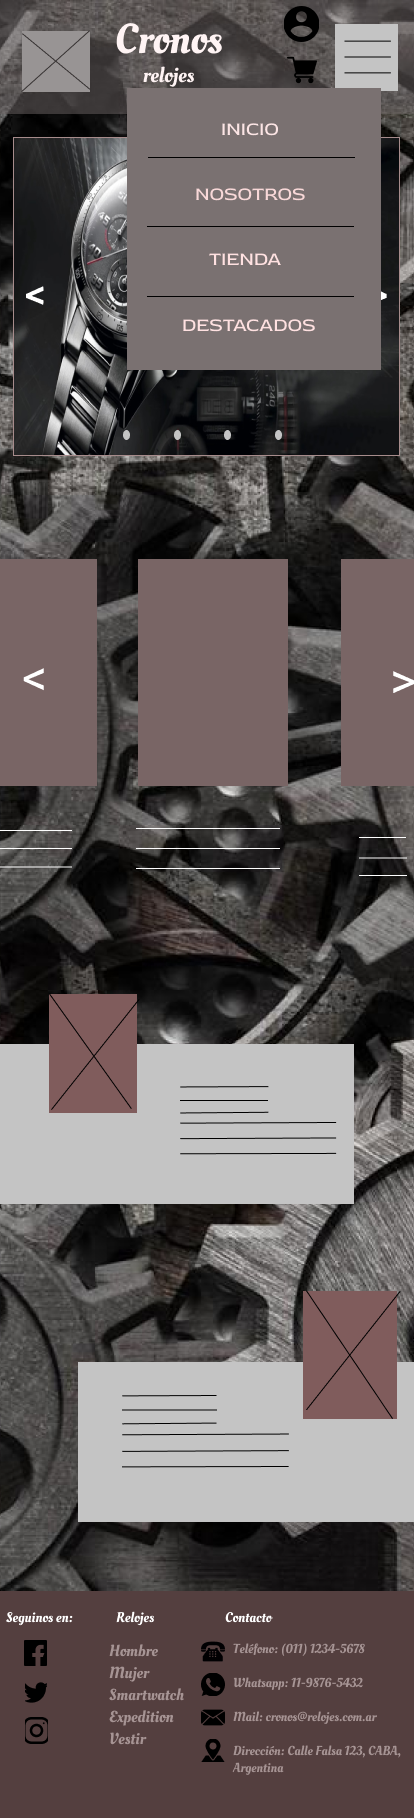 Cronos
relojes
INICIO
NOSOTROS
TIENDA
DESTACADOS
<
>
<
>
Seguinos en:
Relojes
Hombre
Mujer
Smartwatch
Expedition
Vestir
Contacto
Teléfono: (011) 1234-5678
Whatsapp: 11-9876-5432
Mail: cronos@relojes.com.ar
Dirección: Calle Falsa 123, CABA,
Argentina